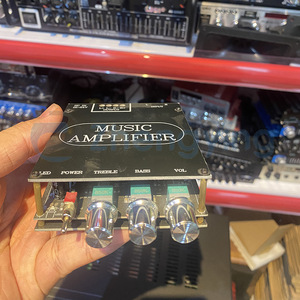 MUSIC
AMPLIFIER
LED POWER TREBLE BASS VOL